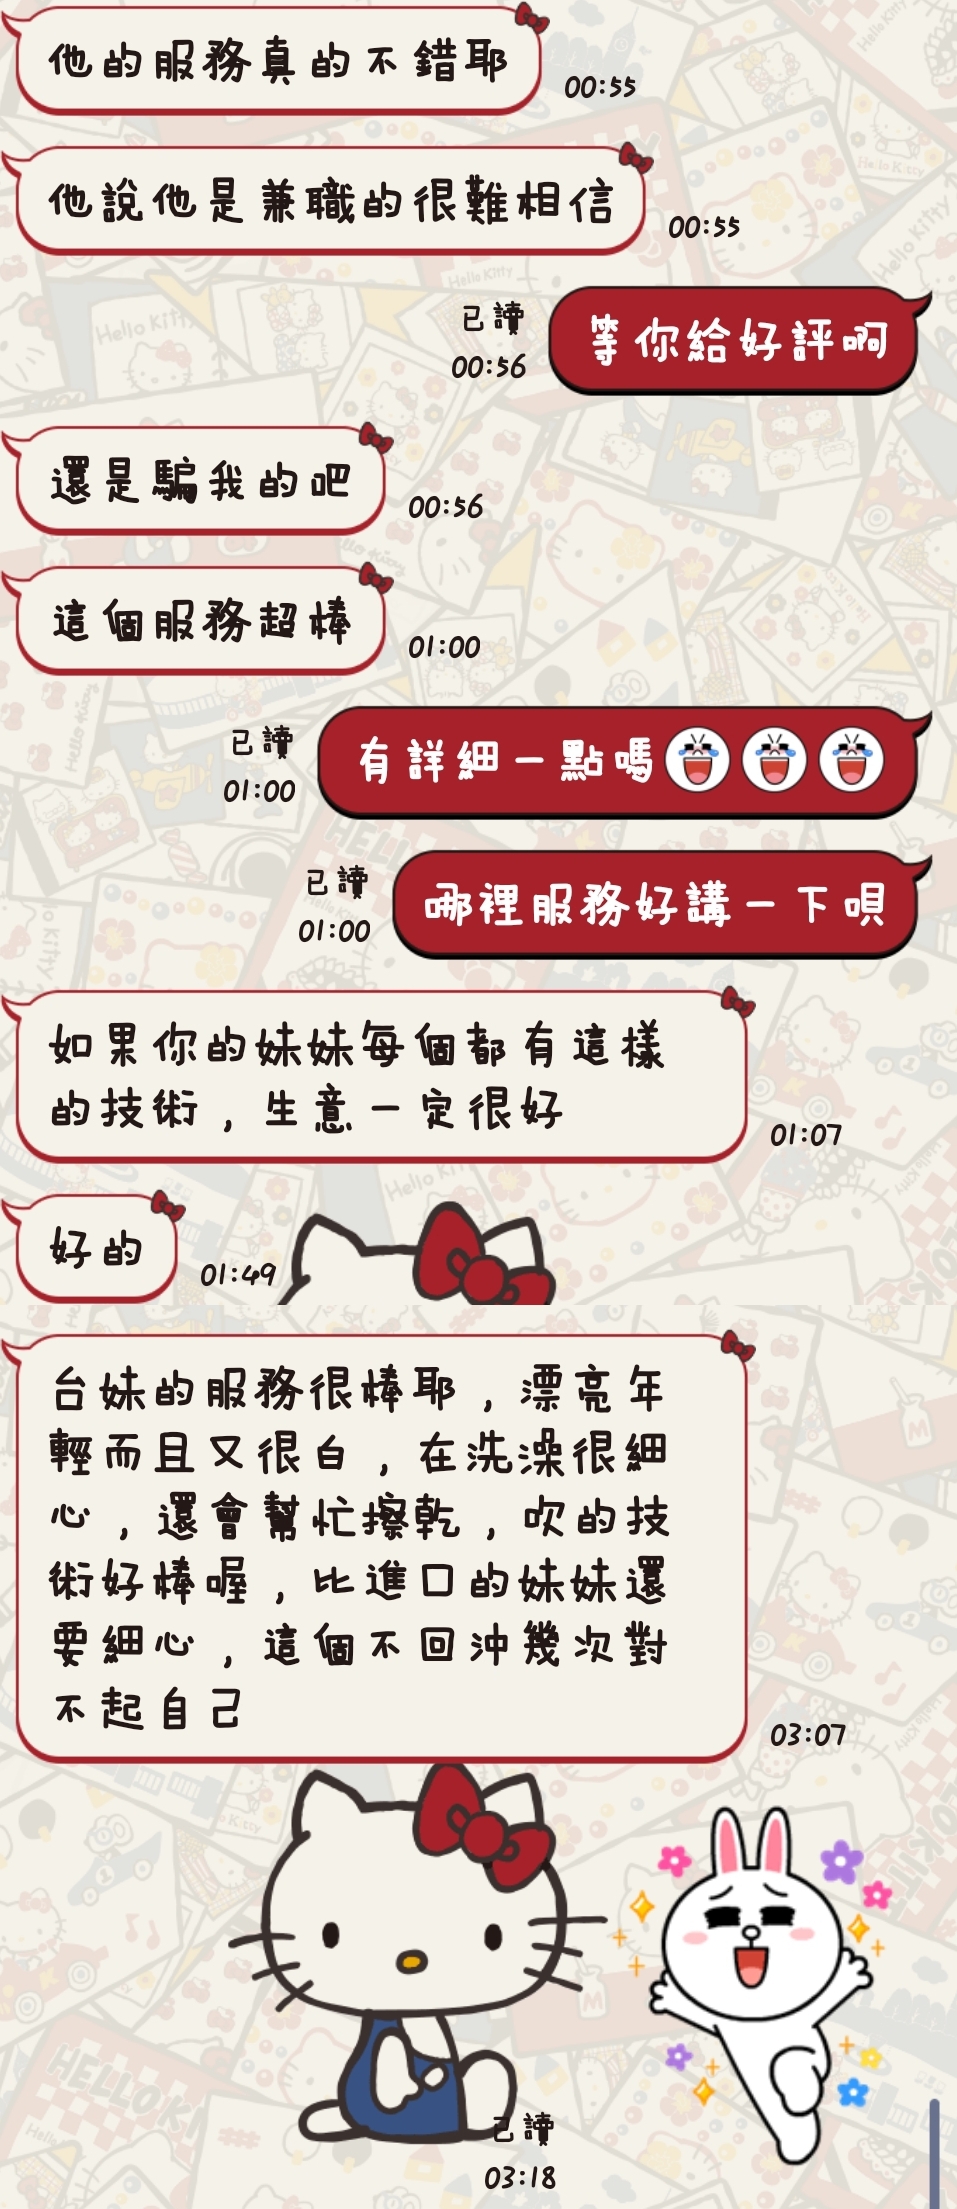 他的服務真的不錯耶
00:55
他說他是兼職的很難相信
00:55
已讀
00:56
等你給好評啊
還是騙我的吧
00:56
這個服務超棒
01:00
已讀
01:00
有詳細一點嗎
已讀
01:00
哪裡服務好講一下唄
如果你的妹妹每個都有這樣
的技術，生意一定很好
01:07
好的
01:49
台妹的服務很棒耶，漂亮年
輕而且又很白，在洗澡很細
心，還會幫忙擦乾，吹的技
術好棒喔，比進口的妹妹還
要細心，這個不回沖幾次對
不起自己
03:07
已讀
03:18